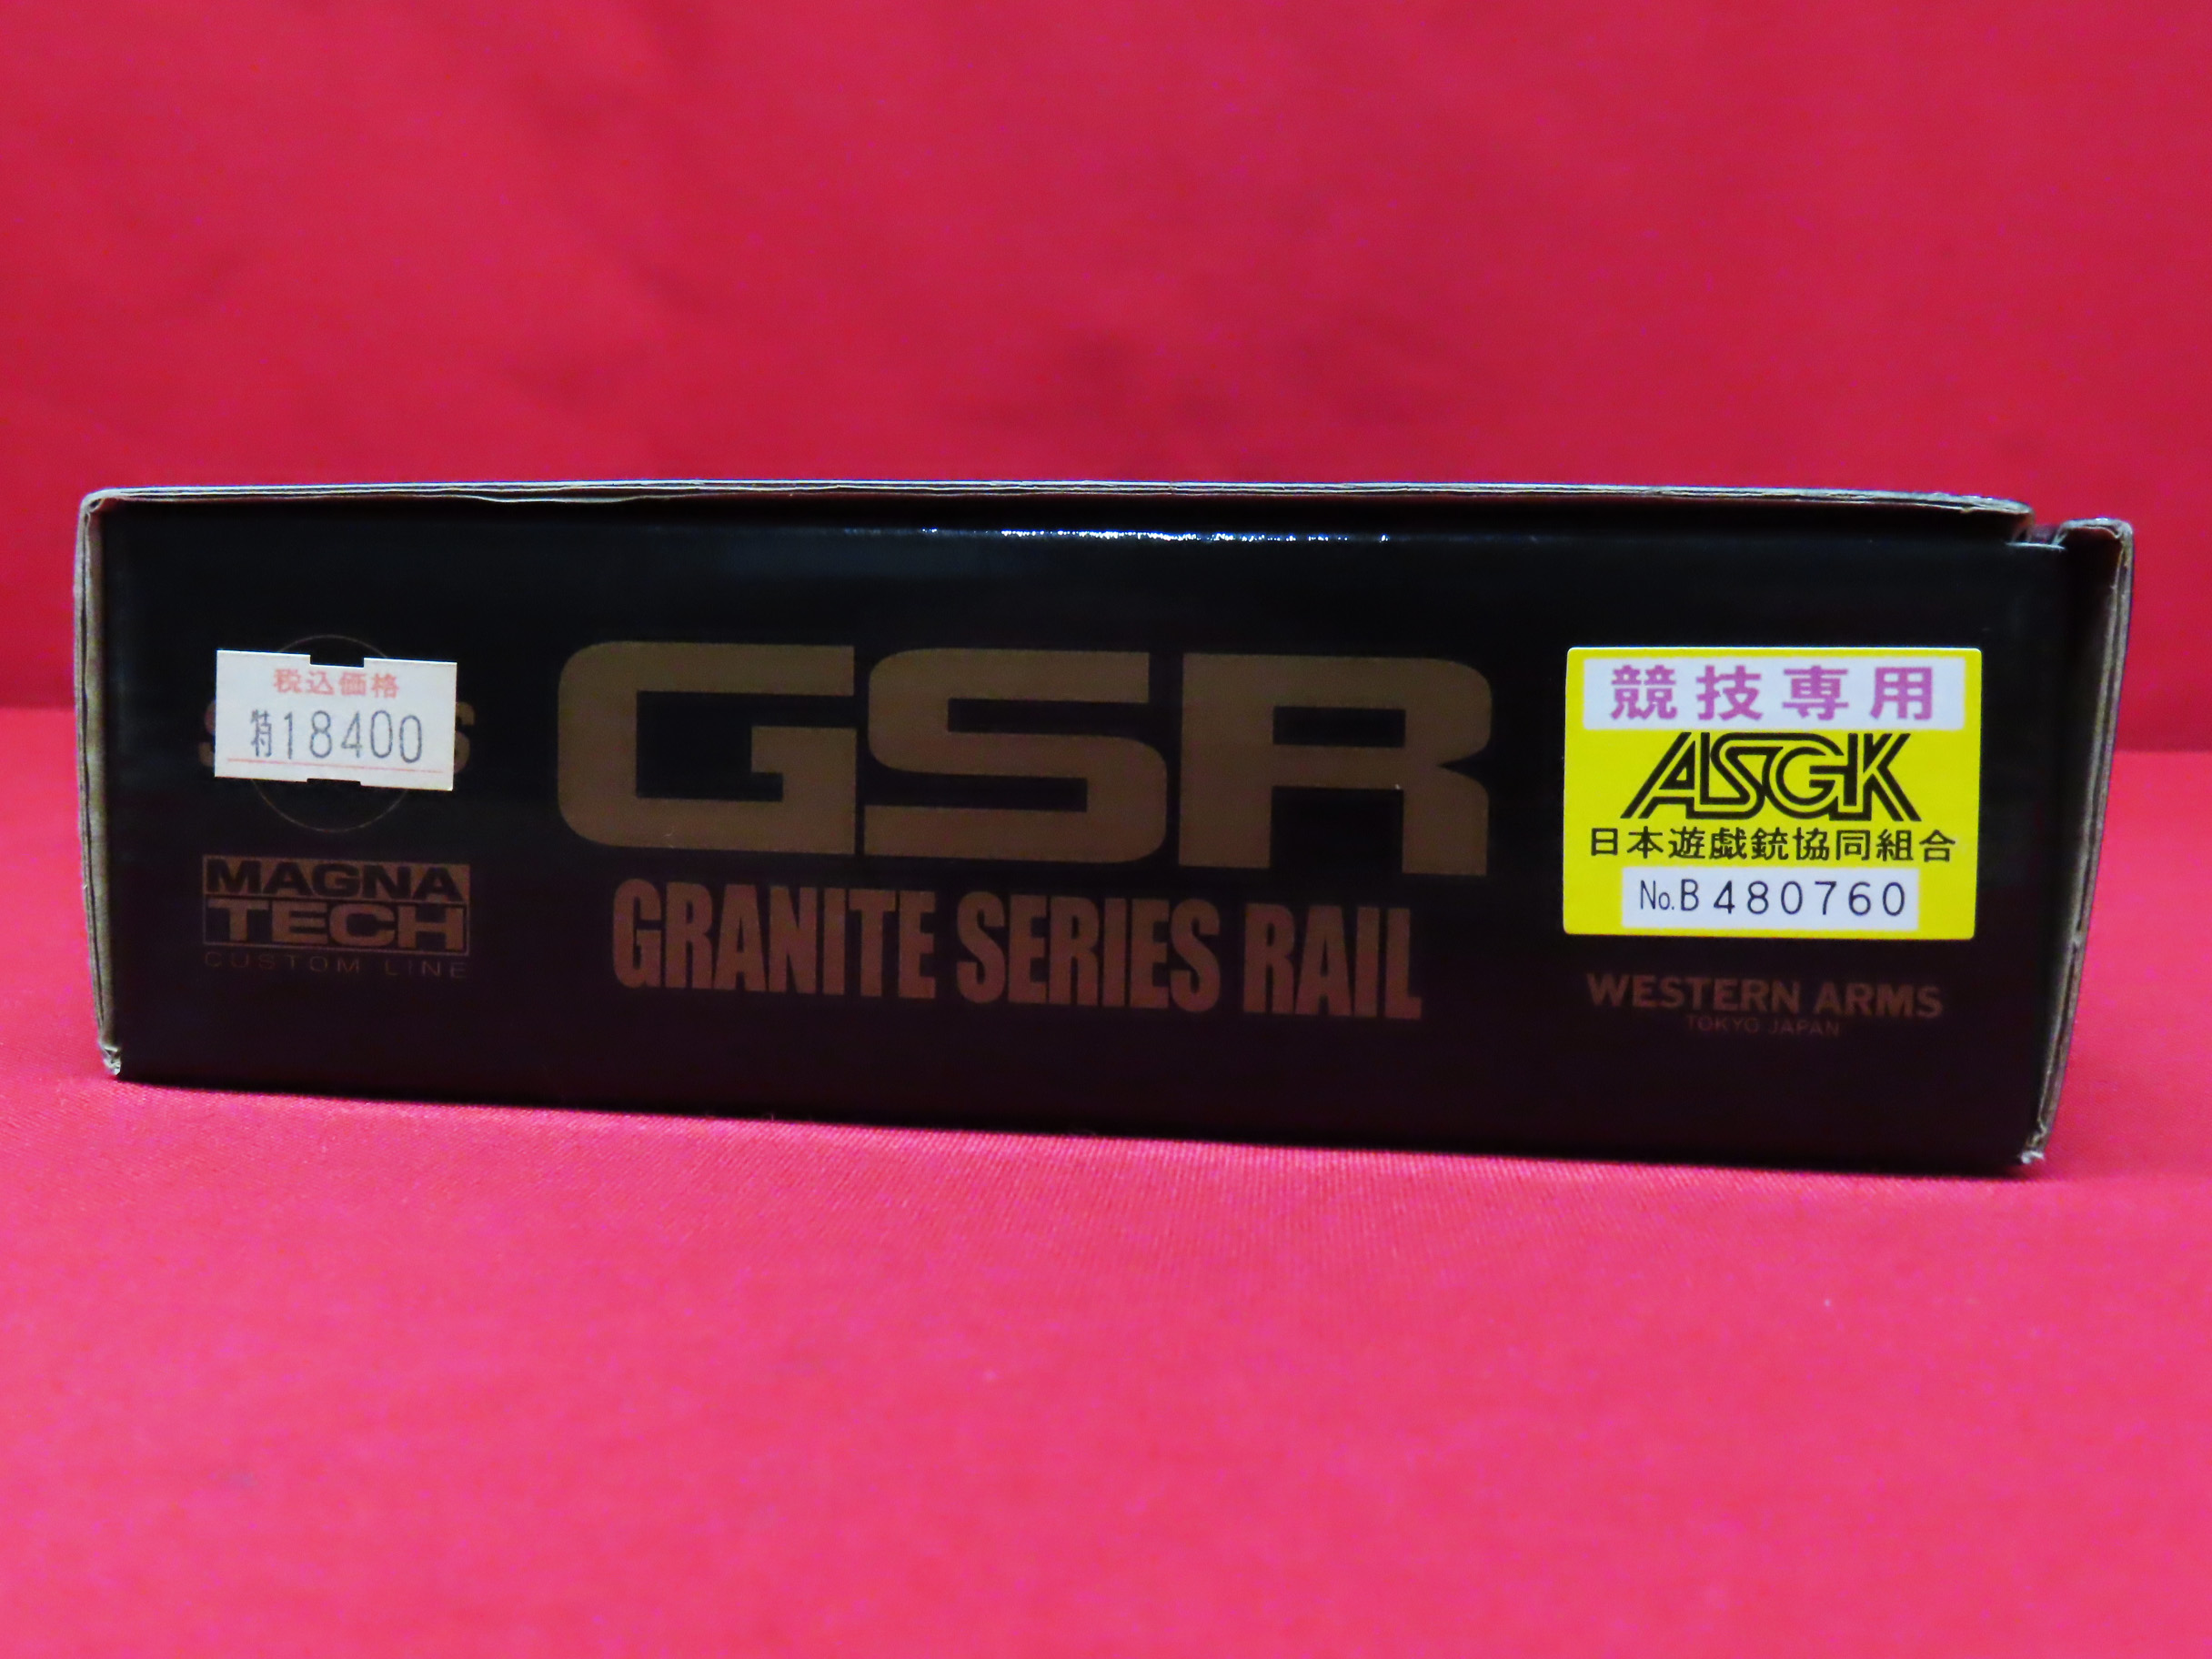 税込価格
特18400
MAGNA
TECH
CUSTOM LINE
GSR
GRANITE SERIES RAIL
競技専用
ASGK
日本遊戯銃協同組合
No.B 480760
WESTERN ARMS
TOKYO JAPAN